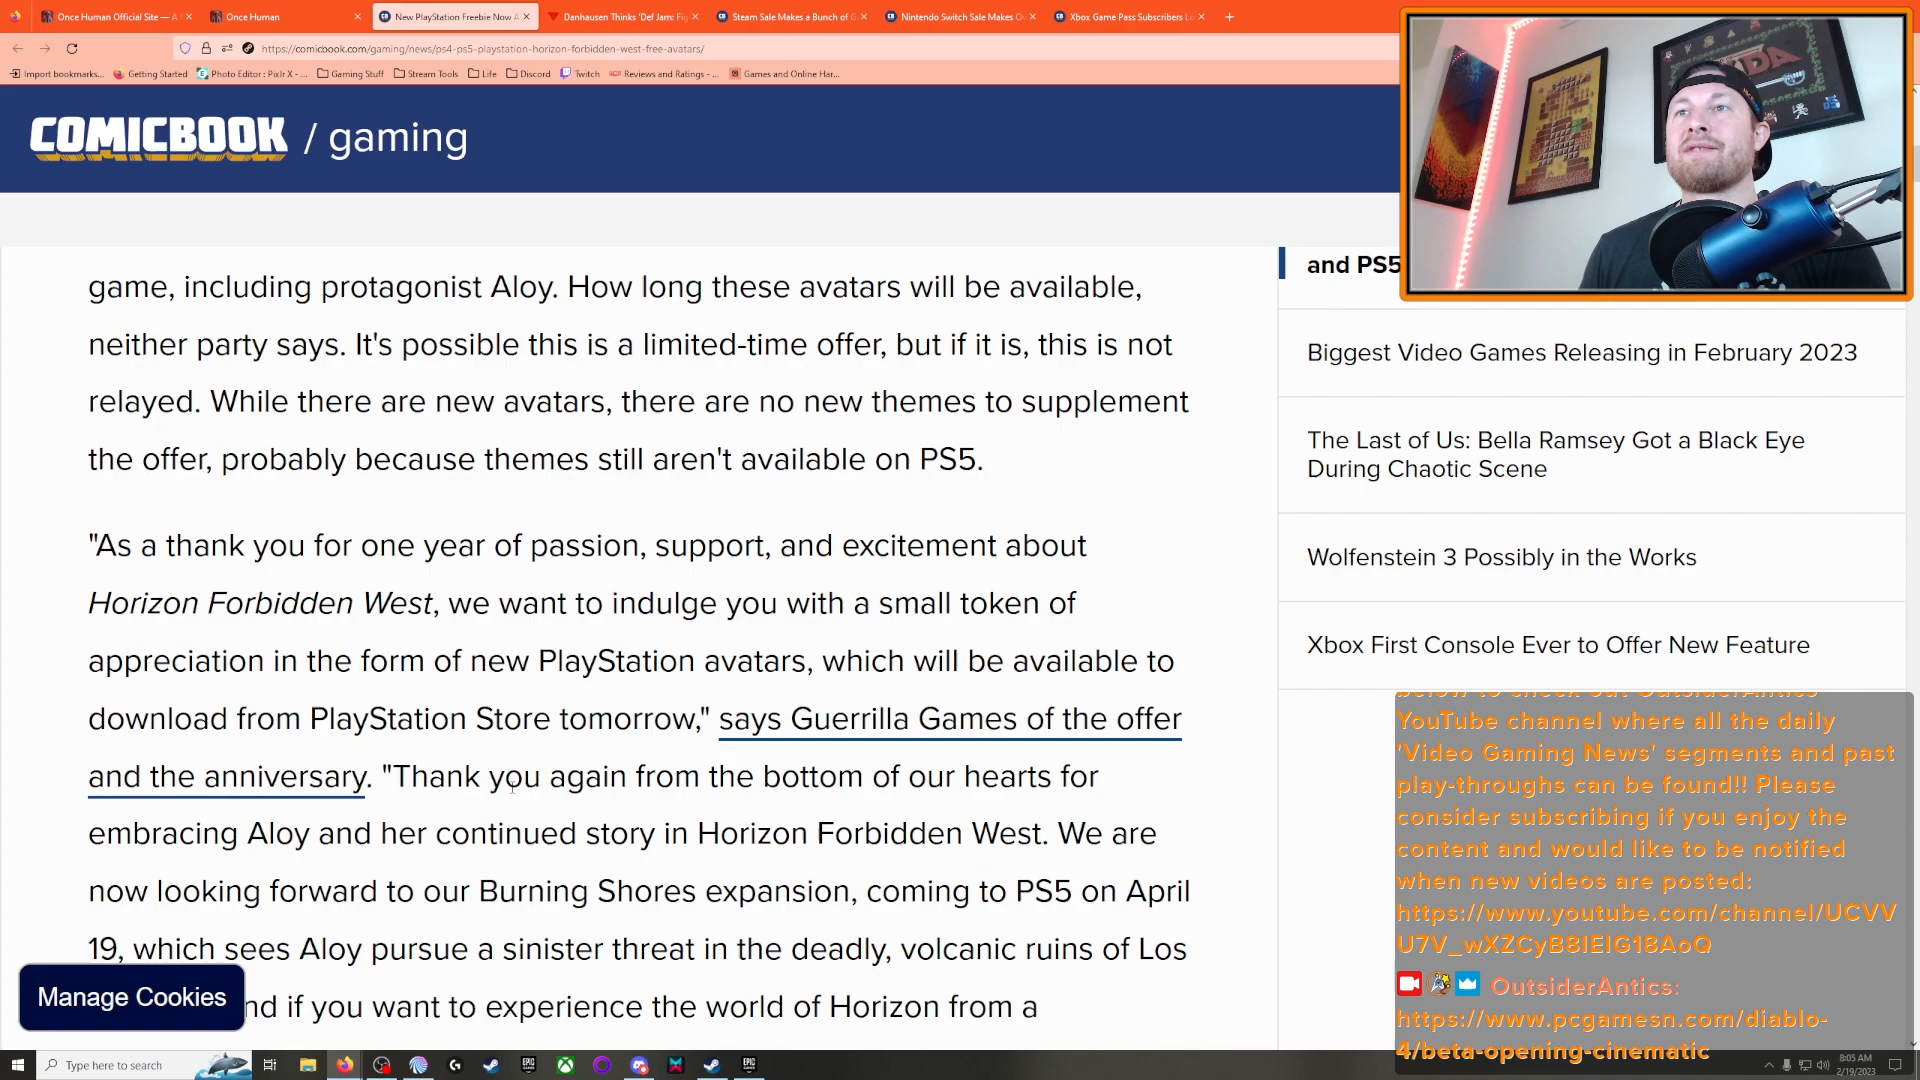 Once Human Official Site — A
Once Human
New PlayStation Freebie Now A
Danhausen Thinks 'Def Jam: Fig
Steam Sale Makes a Bunch of G
Nintendo Switch Sale Makes O
Xbox Game Pass Subscribers L
https://comicbook.com/gaming/news/ps4-ps5-playstation-horizon-forbidden-west-free-avatars/
Import bookmarks...
Getting Started
Photo Editor : Pixlr X - ...
Gaming Stuff
Stream Tools
Life
Discord
Twitch
Reviews and Ratings - ...
Games and Online Har...
COMICBOOK / gaming
game, including protagonist Aloy. How long these avatars will be available,
neither party says. It's possible this is a limited-time offer, but if it is, this is not
relayed. While there are new avatars, there are no new themes to supplement
the offer, probably because themes still aren't available on PS5.
"As a thank you for one year of passion, support, and excitement about
Horizon Forbidden West, we want to indulge you with a small token of
appreciation in the form of new PlayStation avatars, which will be available to
download from PlayStation Store tomorrow," says Guerrilla Games of the offer
and the anniversary. "Thank you again from the bottom of our hearts for
embracing Aloy and her continued story in Horizon Forbidden West. We are
now looking forward to our Burning Shores expansion, coming to PS5 on April
19, which sees Aloy pursue a sinister threat in the deadly, volcanic ruins of Los
nd if you want to experience the world of Horizon from a
Manage Cookies
and PS5
Biggest Video Games Releasing in February 2023
The Last of Us: Bella Ramsey Got a Black Eye
During Chaotic Scene
Wolfenstein 3 Possibly in the Works
Xbox First Console Ever to Offer New Feature
below to check out OutsiderAntics
YouTube channel where all the daily
'Video Gaming News' segments and past
play-throughs can be found!! Please
consider subscribing if you enjoy the
content and would like to be notified
when new videos are posted:
https://www.youtube.com/channel/UCVV
U7V_wXZCyB8IEIG18AoQ
OutsiderAntics:
https://www.pcgamesn.com/diablo-
4/beta-opening-cinematic
Type here to search
8:05 AM
2/19/2023